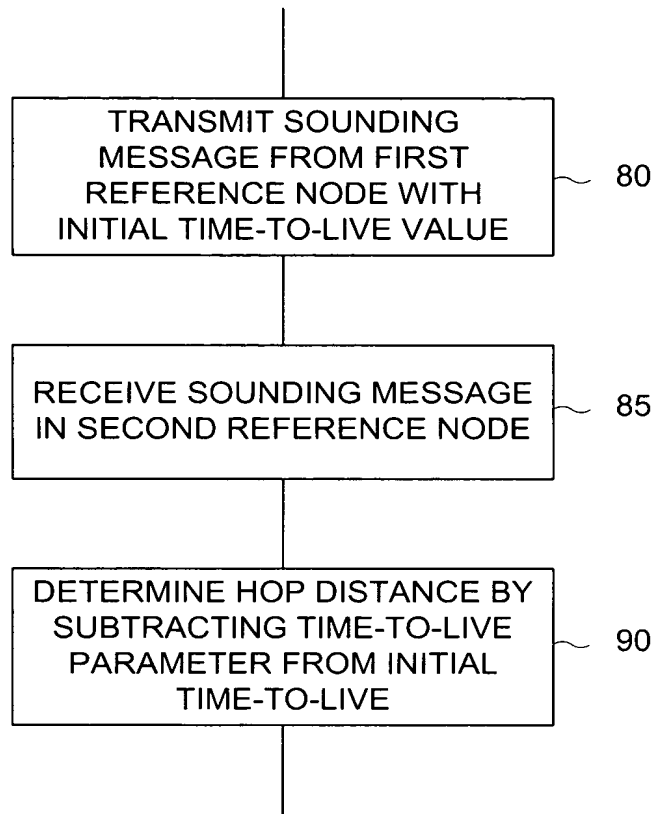 TRANSMIT SOUNDING
MESSAGE FROM FIRST
REFERENCE NODE WITH
INITIAL TIME-TO-LIVE VALUE
80
RECEIVE SOUNDING MESSAGE
IN SECOND REFERENCE NODE
85
DETERMINE HOP DISTANCE BY
SUBTRACTING TIME-TO-LIVE
PARAMETER FROM INITIAL
TIME-TO-LIVE
90